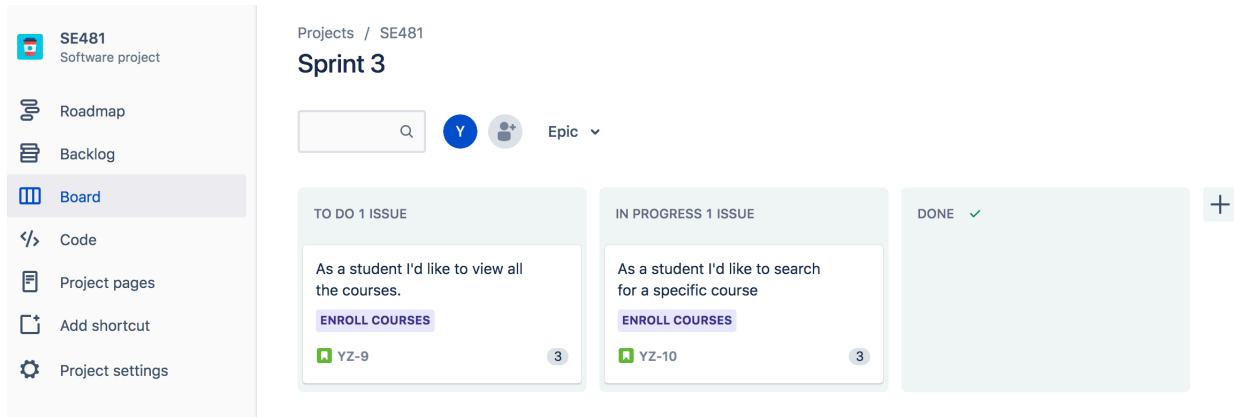 SE481
Software project
Roadmap
Backlog
Board
Code
Project pages
Add shortcut
Project settings
Projects / SE481
Sprint 3
Y
Epic
TO DO 1 ISSUE
As a student I'd like to view all
the courses.
ENROLL COURSES
YZ-9
3
IN PROGRESS 1 ISSUE
As a student I'd like to search
for a specific course
ENROLL COURSES
YZ-10
3
DONE